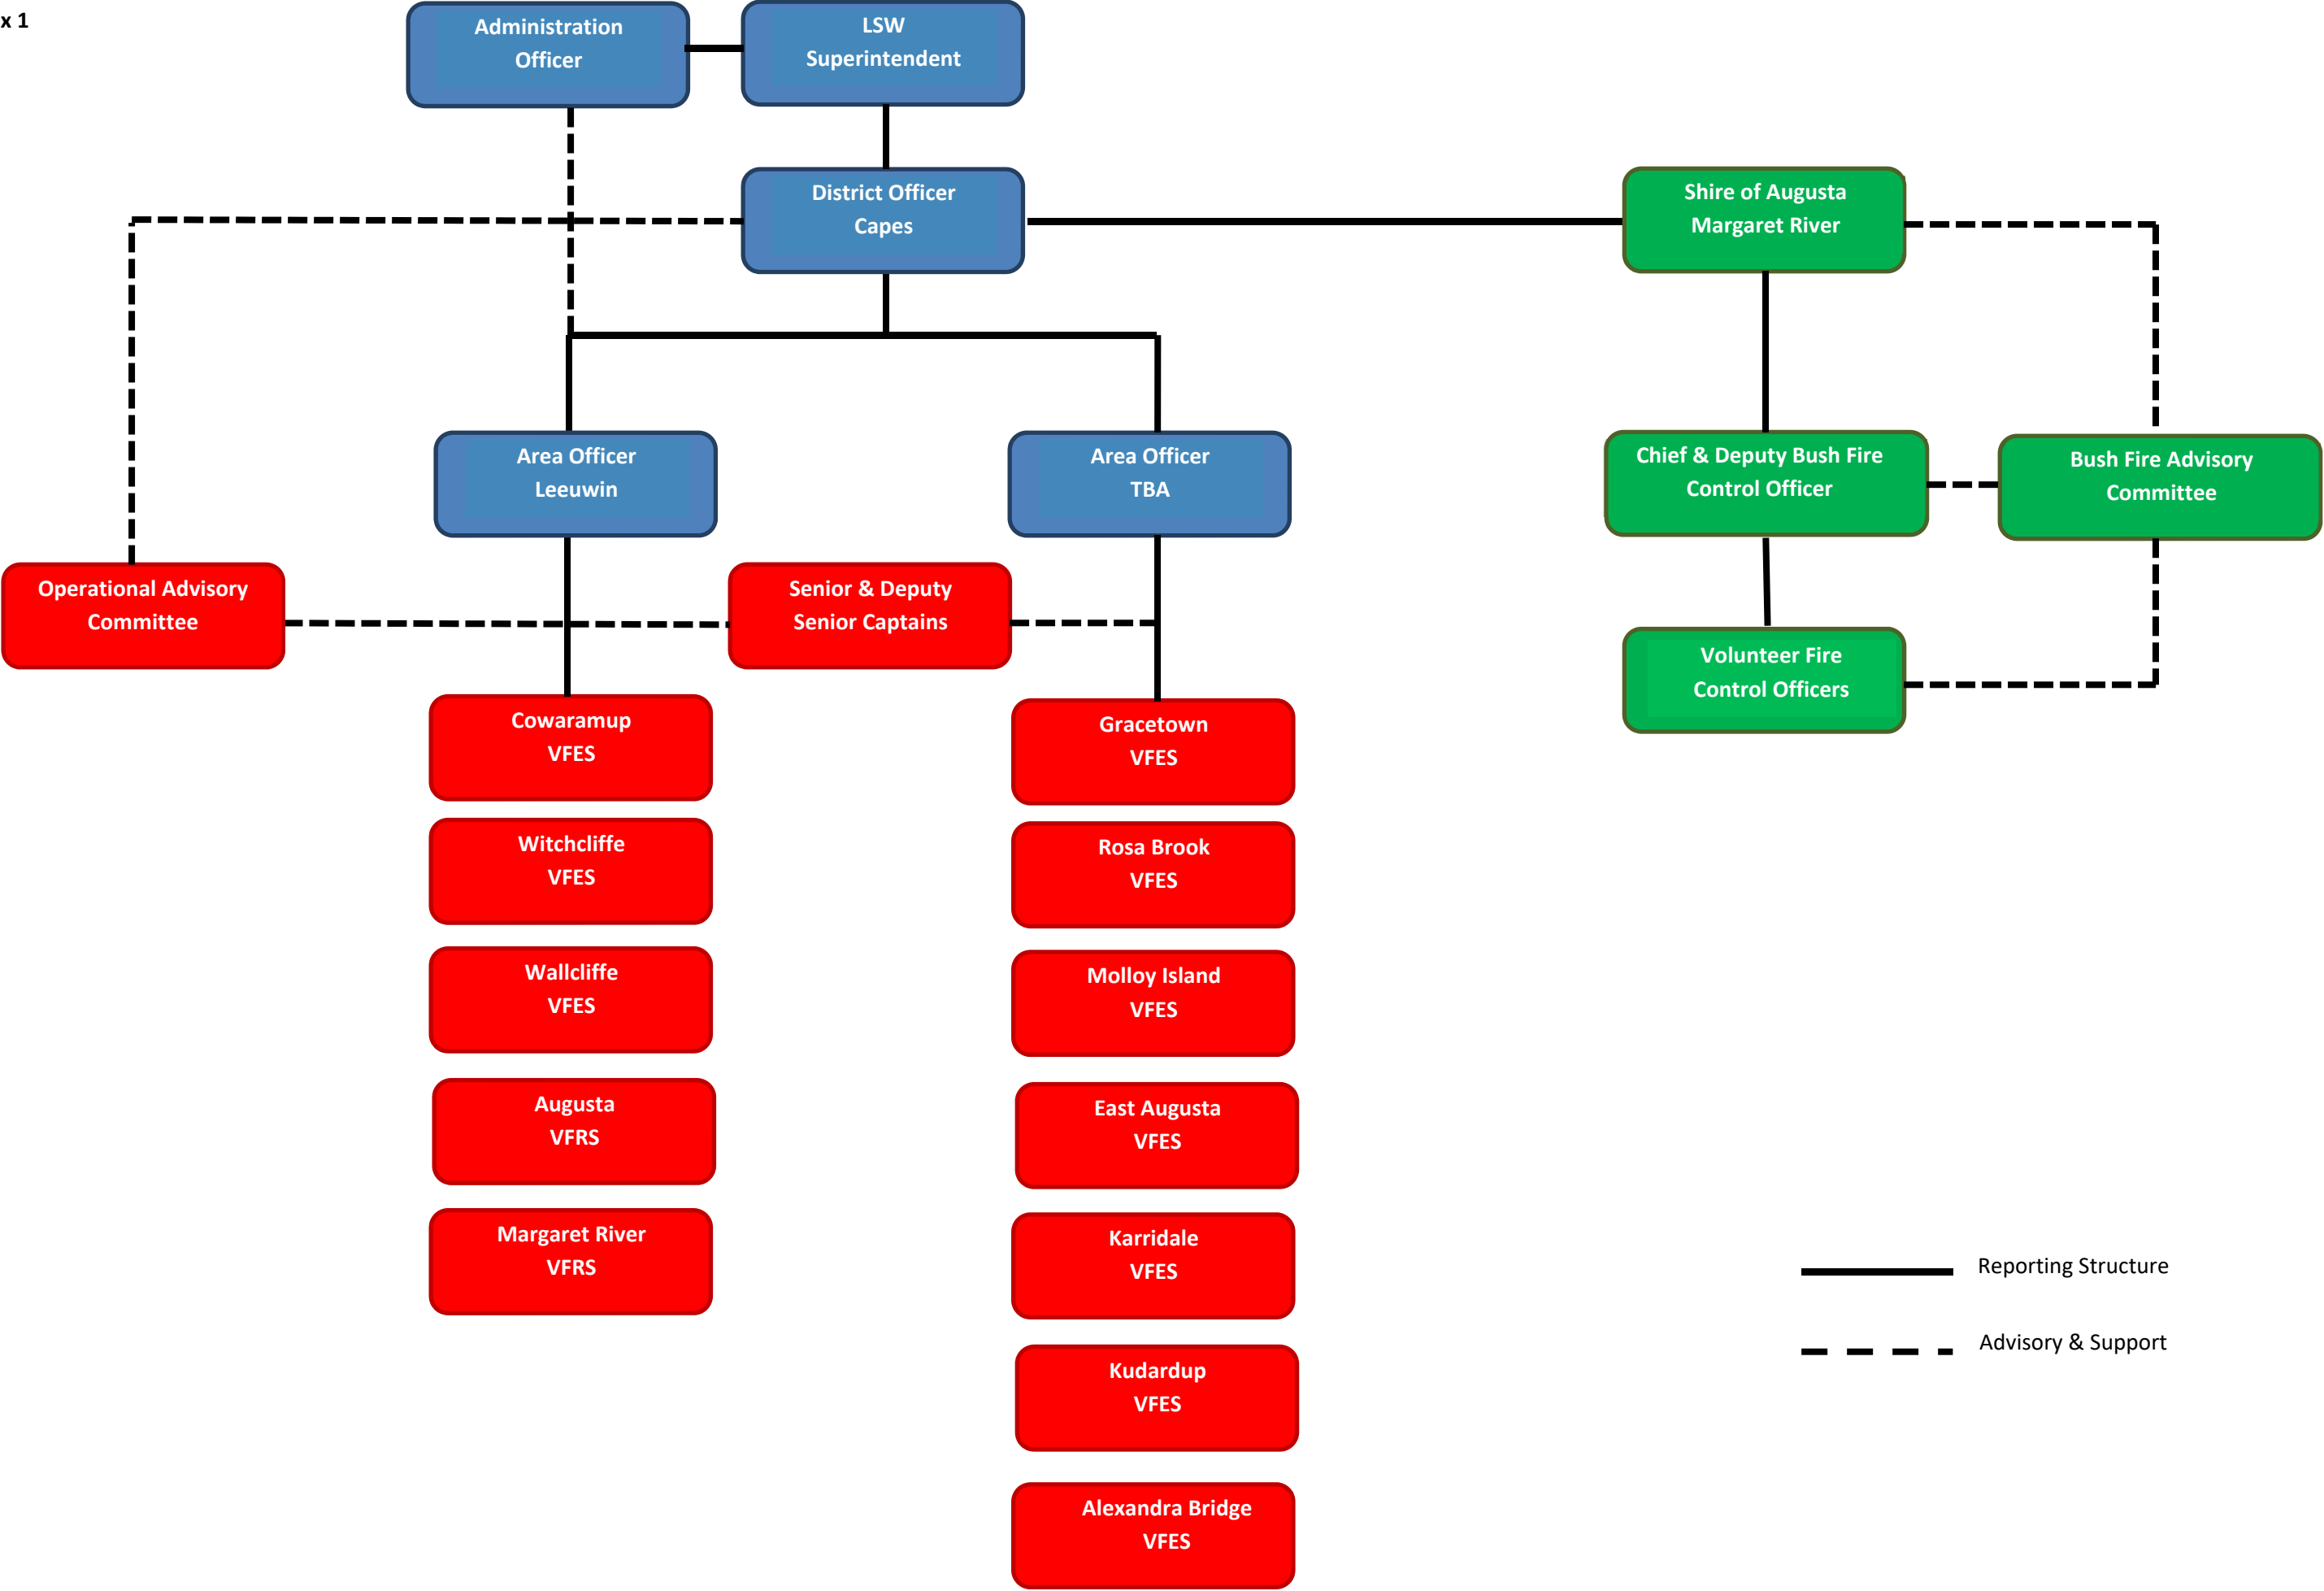 x 1
Administration
Officer
LSW
Superintendent
District Officer
Capes
Shire of Augusta
Margaret River
Area Officer
Leeuwin
Area Officer
TBA
Chief & Deputy Bush Fire
Control Officer
Bush Fire Advisory
Committee
Operational Advisory
Committee
Senior & Deputy
Senior Captains
Volunteer Fire
Control Officers
Cowaramup
VFES
Gracetown
VFES
Witchcliffe
VFES
Rosa Brook
VFES
Wallcliffe
VFES
Molloy Island
VFES
Augusta
VFRS
East Augusta
VFES
Margaret River
VFRS
Karridale
VFES
Reporting Structure
Advisory & Support
Kudardup
VFES
Alexandra Bridge
VFES